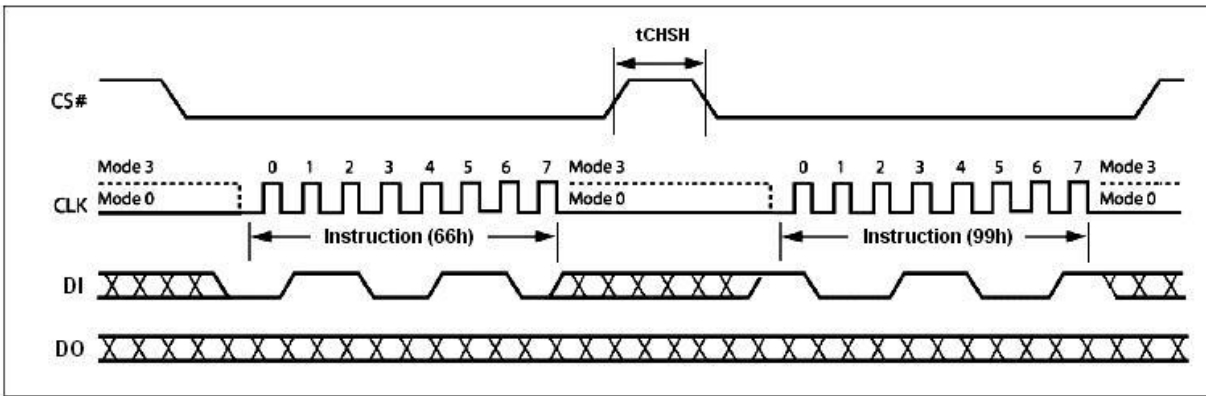 tCHSH
CS#
Mode 3 0 1 2 3 4 5 6 7 Mode 3 0 1 2 3 4 5 6 7 Mode 3
CLK Mode 0 Mode 0 Mode 0
Instruction (66h) Instruction (99h)
DI
DO